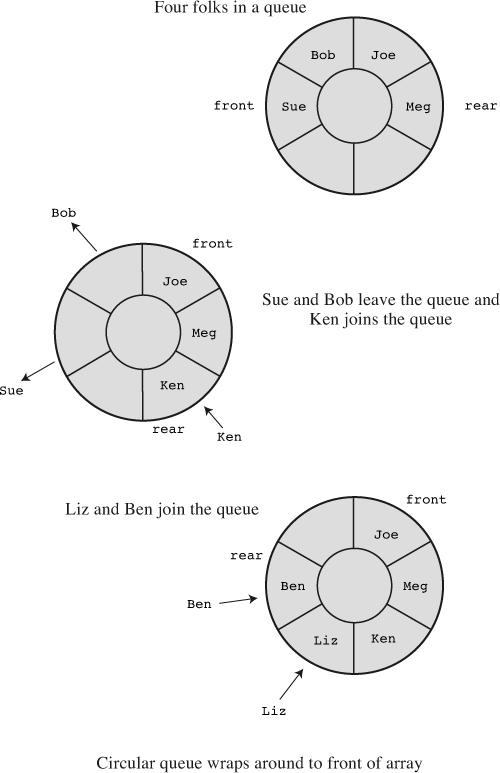 Four folks in a queue
Bob Joe
front Sue Meg rear
Bob
front
Joe
Sue and Bob leave the queue and
Ken joins the queue
Meg
Ken
Sue
rear
Ken
Liz and Ben join the queue
front
Joe
rear
Ben Meg
Ben
Liz Ken
Liz
Circular queue wraps around to front of array